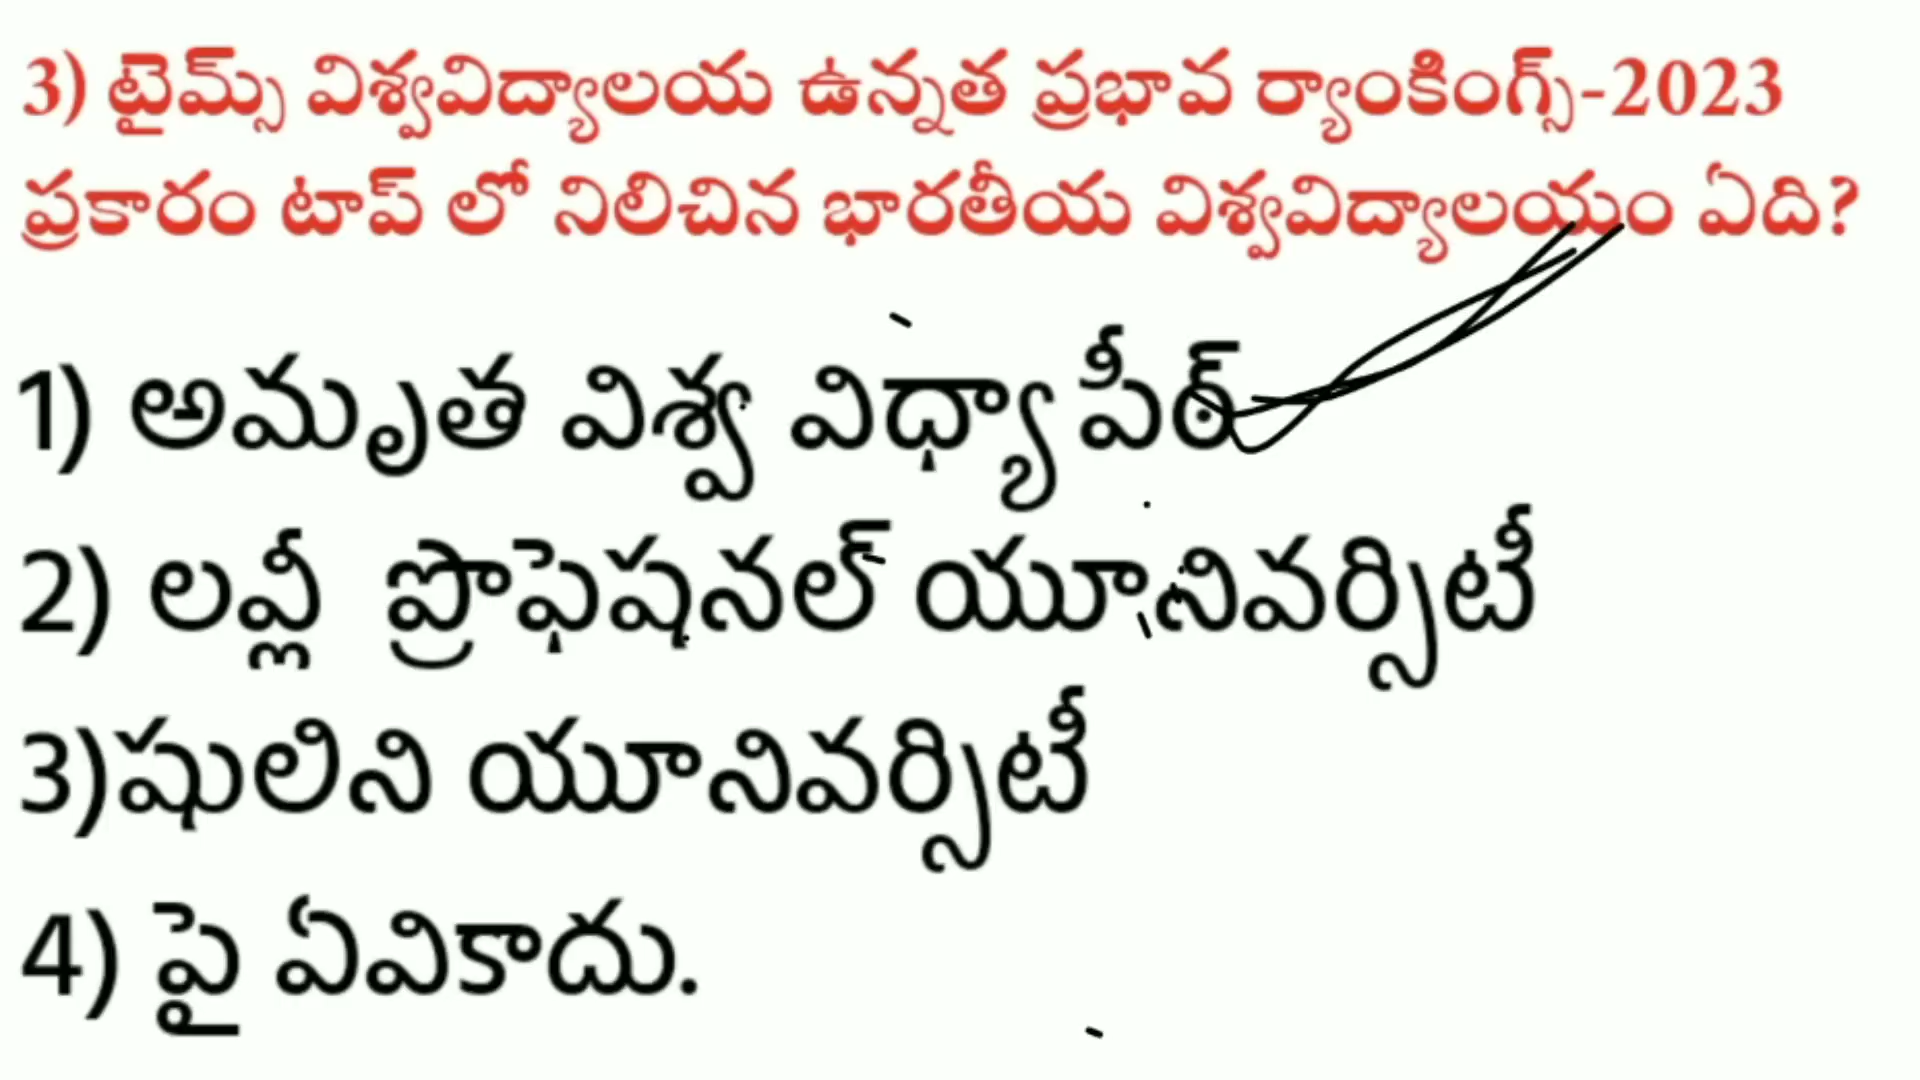 3) టైమ్స్ విశ్వవిద్యాలయ ఉన్నత ప్రభావ ర్యాంకింగ్స్-2023
ప్రకారం టాప్ లో నిలిచిన భారతీయ విశ్వవిద్యాలయం ఏది?
1) అమృత విశ్వ విధ్యాపీఠ్
2) లవ్లీ ప్రొఫెషనల్ యూనివర్సిటీ
3)షులిని యూనివర్సిటీ
4) పై ఏవికాదు.